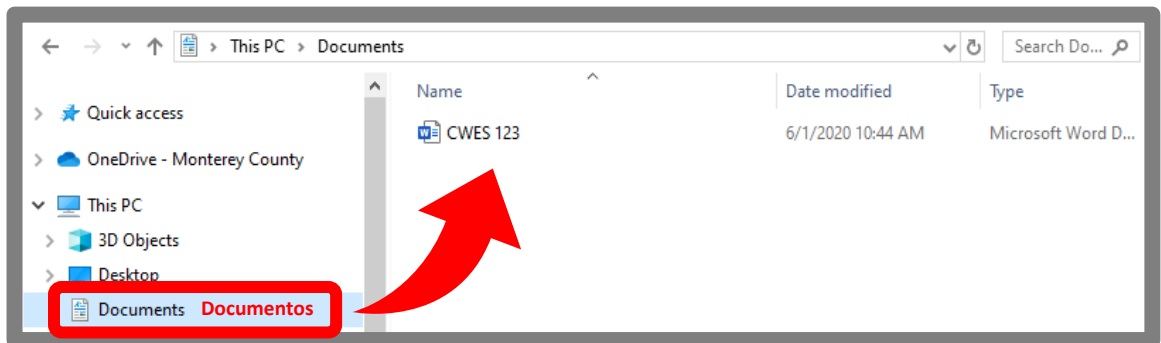 This PC > Documents
Search Do...
Name
Date modified
Type
Quick access
CWES 123
6/1/2020 10:44 AM
Microsoft Word D...
OneDrive - Monterey County
This PC
3D Objects
Desktop
Documents Documentos